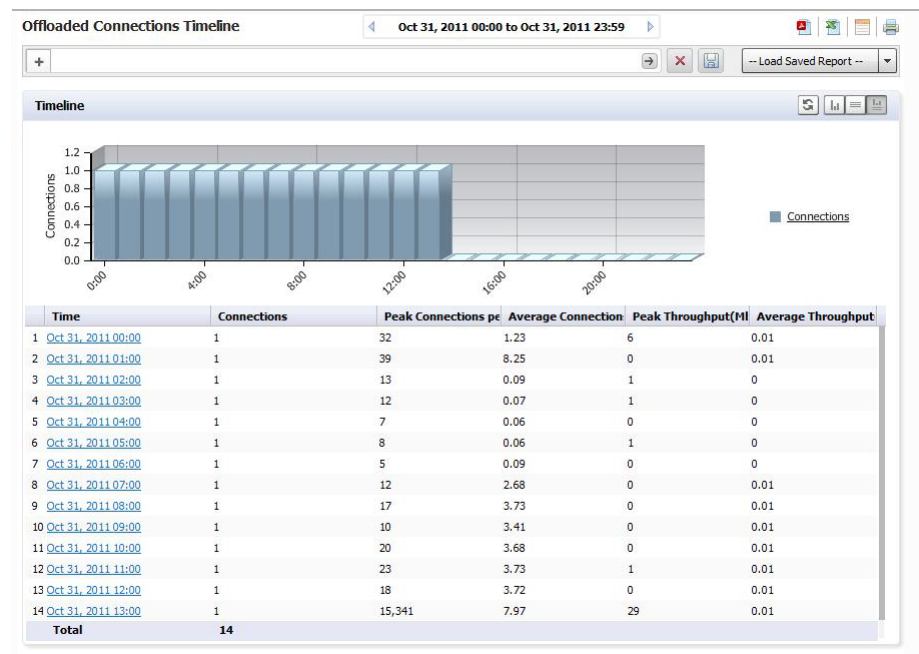 Offloaded Connections Timeline
Oct 31, 2011 00:00 to Oct 31, 2011 23:59
+
-- Load Saved Report --
Timeline
1.2
1.0
0.8
0.6
0.4
0.2
0.0
Connections
0:00
4:00
8:00
12:00
16:00
20:00
Connections
Time Connections Peak Connections pe Average Connection Peak Throughput(Ml Average Throughput
1 Oct 31, 2011 00:00 1 32 1.23 6 0.01
2 Oct 31, 2011 01:00 1 39 8.25 0 0.01
3 Oct 31, 2011 02:00 1 13 0.09 1 0
4 Oct 31, 2011 03:00 1 12 0.07 1 0
5 Oct 31, 2011 04:00 1 7 0.06 0 0
6 Oct 31, 2011 05:00 1 8 0.06 1 0
7 Oct 31, 2011 06:00 1 5 0.09 0 0
8 Oct 31, 2011 07:00 1 12 2.68 0 0.01
9 Oct 31, 2011 08:00 1 17 3.73 0 0.01
10 Oct 31, 2011 09:00 1 10 3.41 0 0.01
11 Oct 31, 2011 10:00 1 20 3.68 0 0.01
12 Oct 31, 2011 11:00 1 23 3.73 1 0.01
13 Oct 31, 2011 12:00 1 18 3.72 0 0.01
14 Oct 31, 2011 13:00 1 15,341 7.97 29 0.01
Total 14